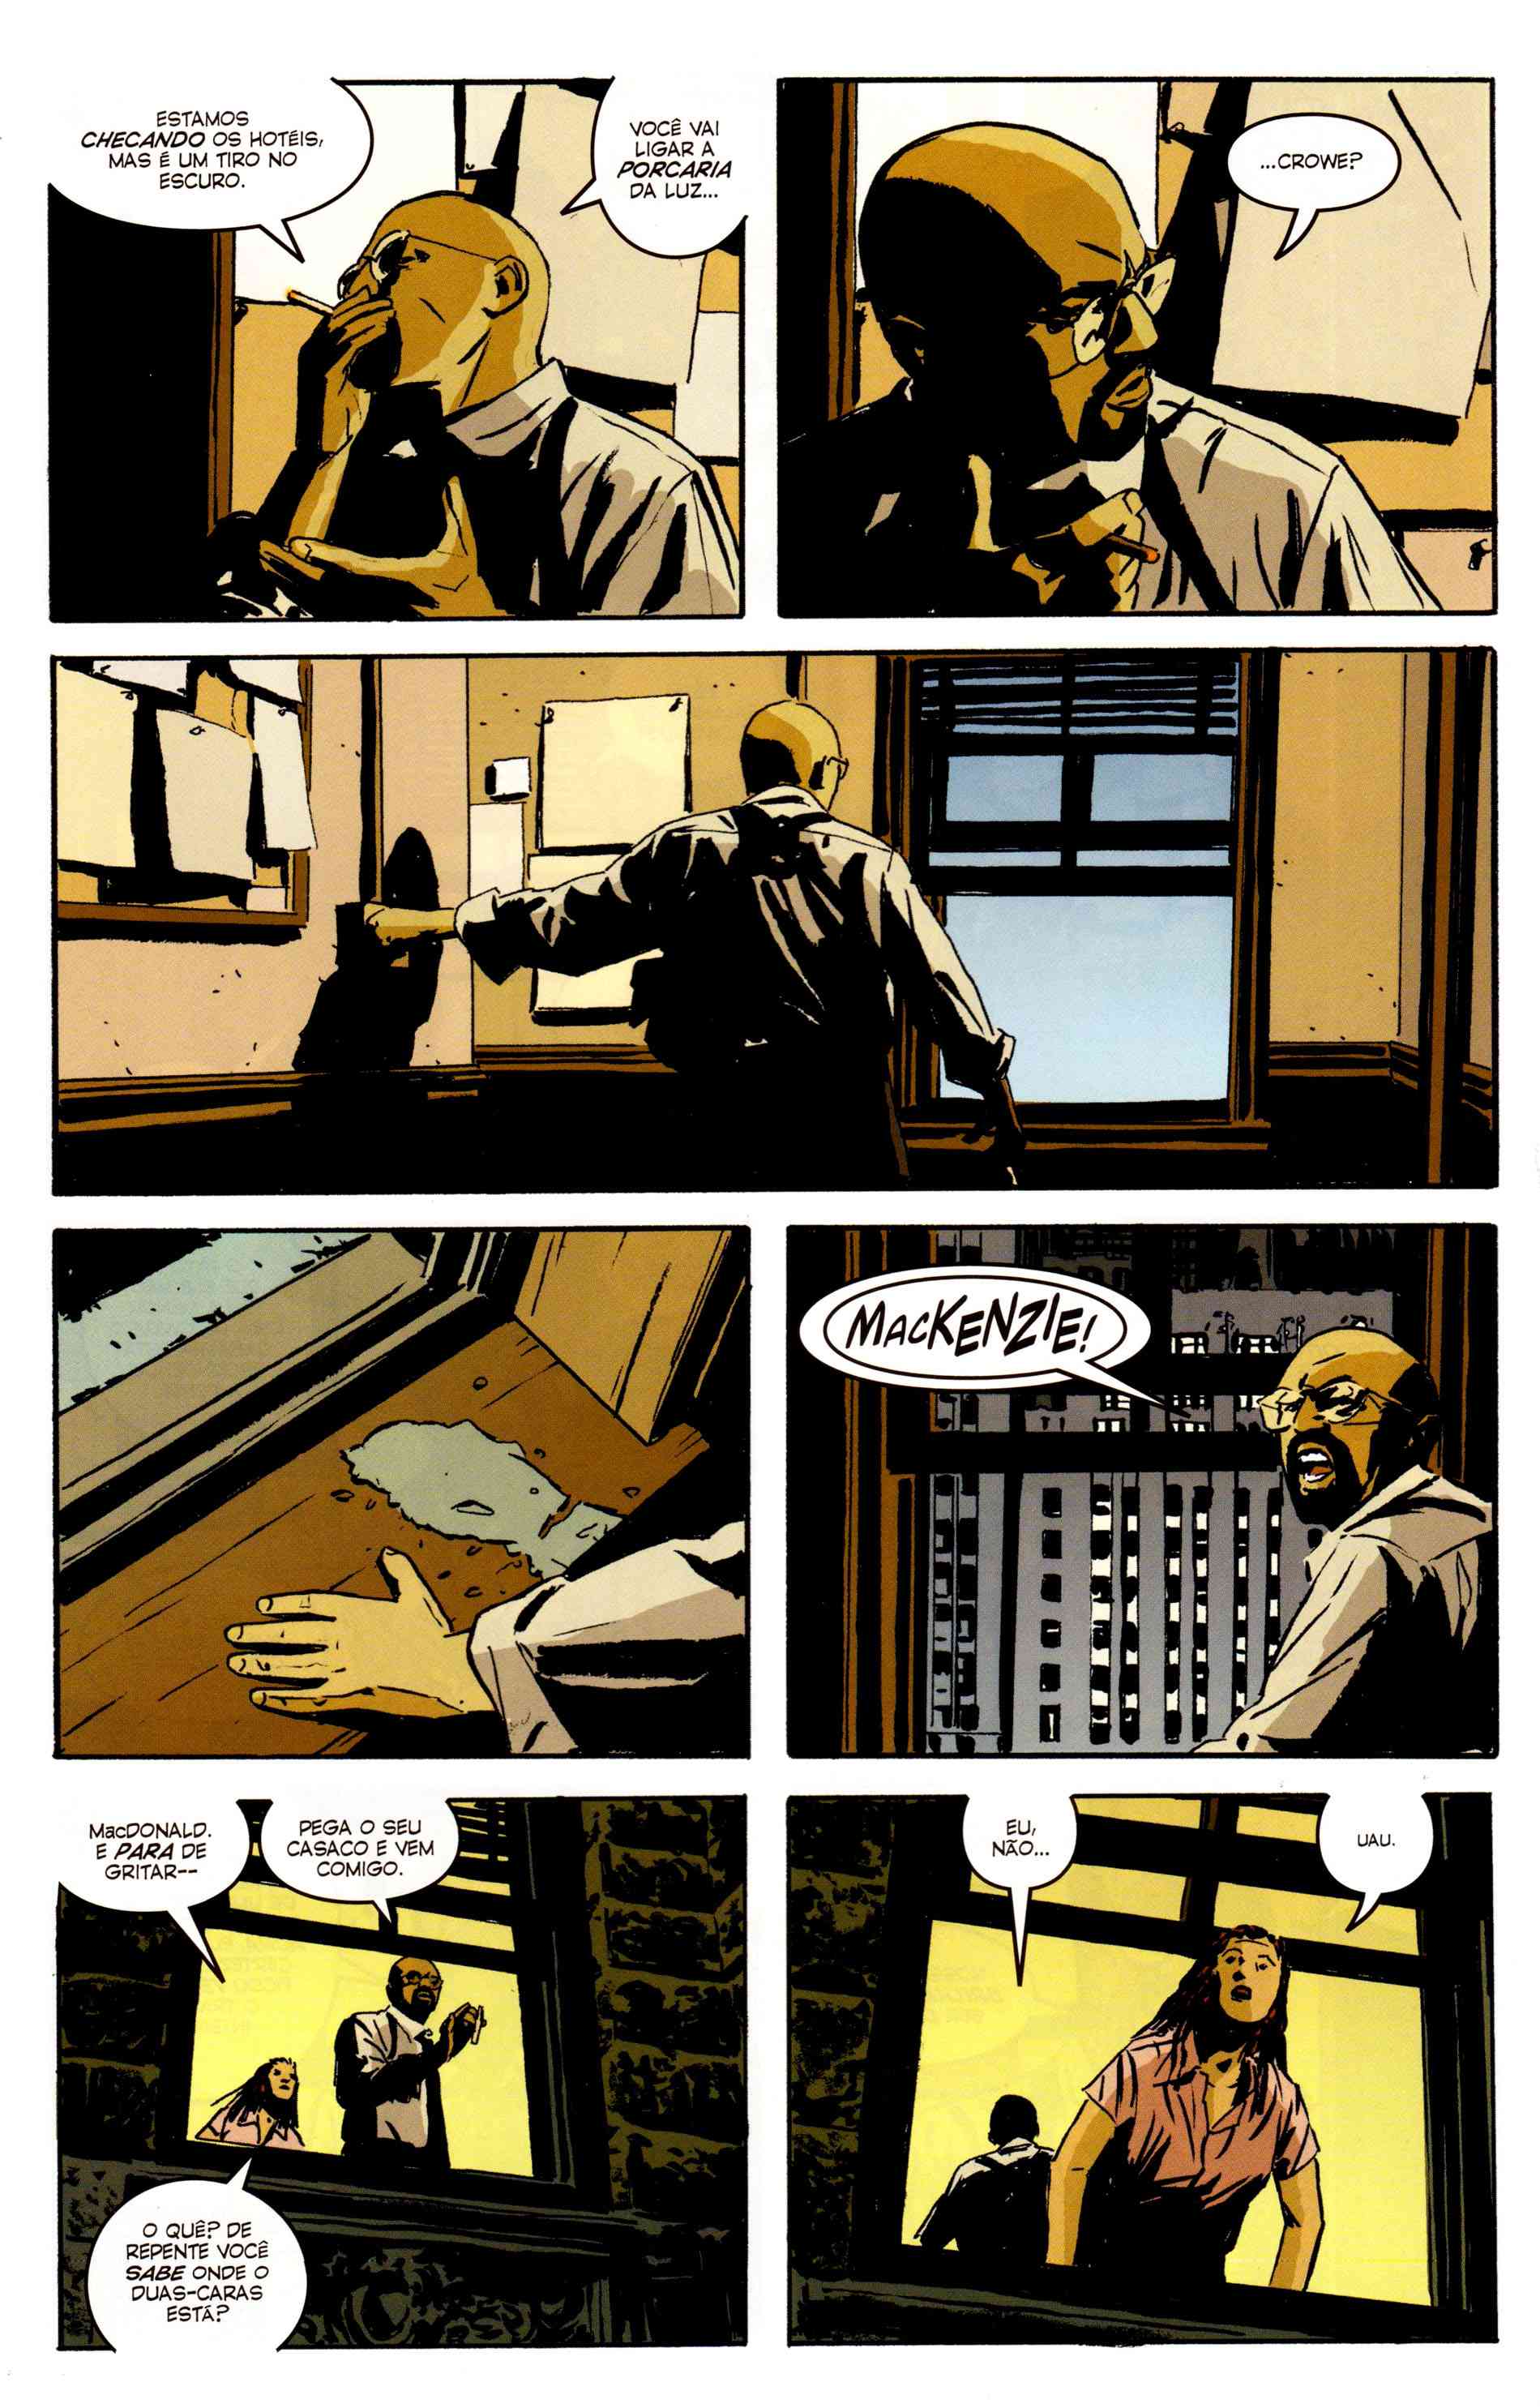 ESTAMOS
CHECANDO OS HOTÉIS,
MAS É UM TIRO NO
ESCURO.
VOCÊ VAI
LIGAR A
PORCARIA
DA LUZ...
...CROWE?
MACKENZIE!
MacDONALD.
E PARA DE
GRITAR--
PEGA O SEU
CASACO E VEM
COMIGO.
O QUÊ? DE
REPENTE VOCÊ
SABE ONDE O
DUAS-CARAS
ESTÁ?
EU,
NÃO...
UAU.